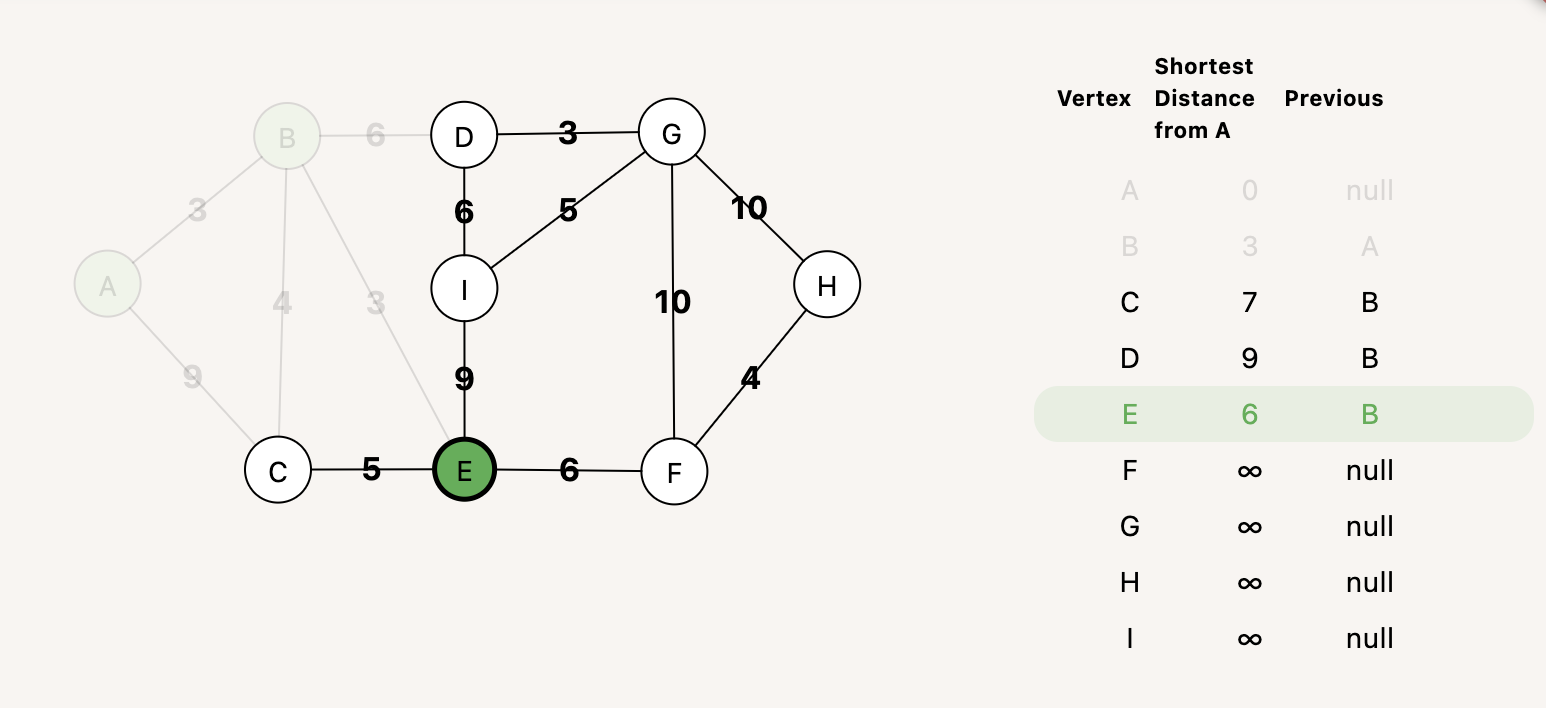 B
6
D
3
G
3
6
5
10
A
I
H
4
3
10
9
9
4
C
5
E
6
F
Shortest
Vertex Distance Previous
from A
A 0 null
B 3 A
C 7 B
D 9 B
E 6 B
F ∞ null
G ∞ null
H ∞ null
I ∞ null